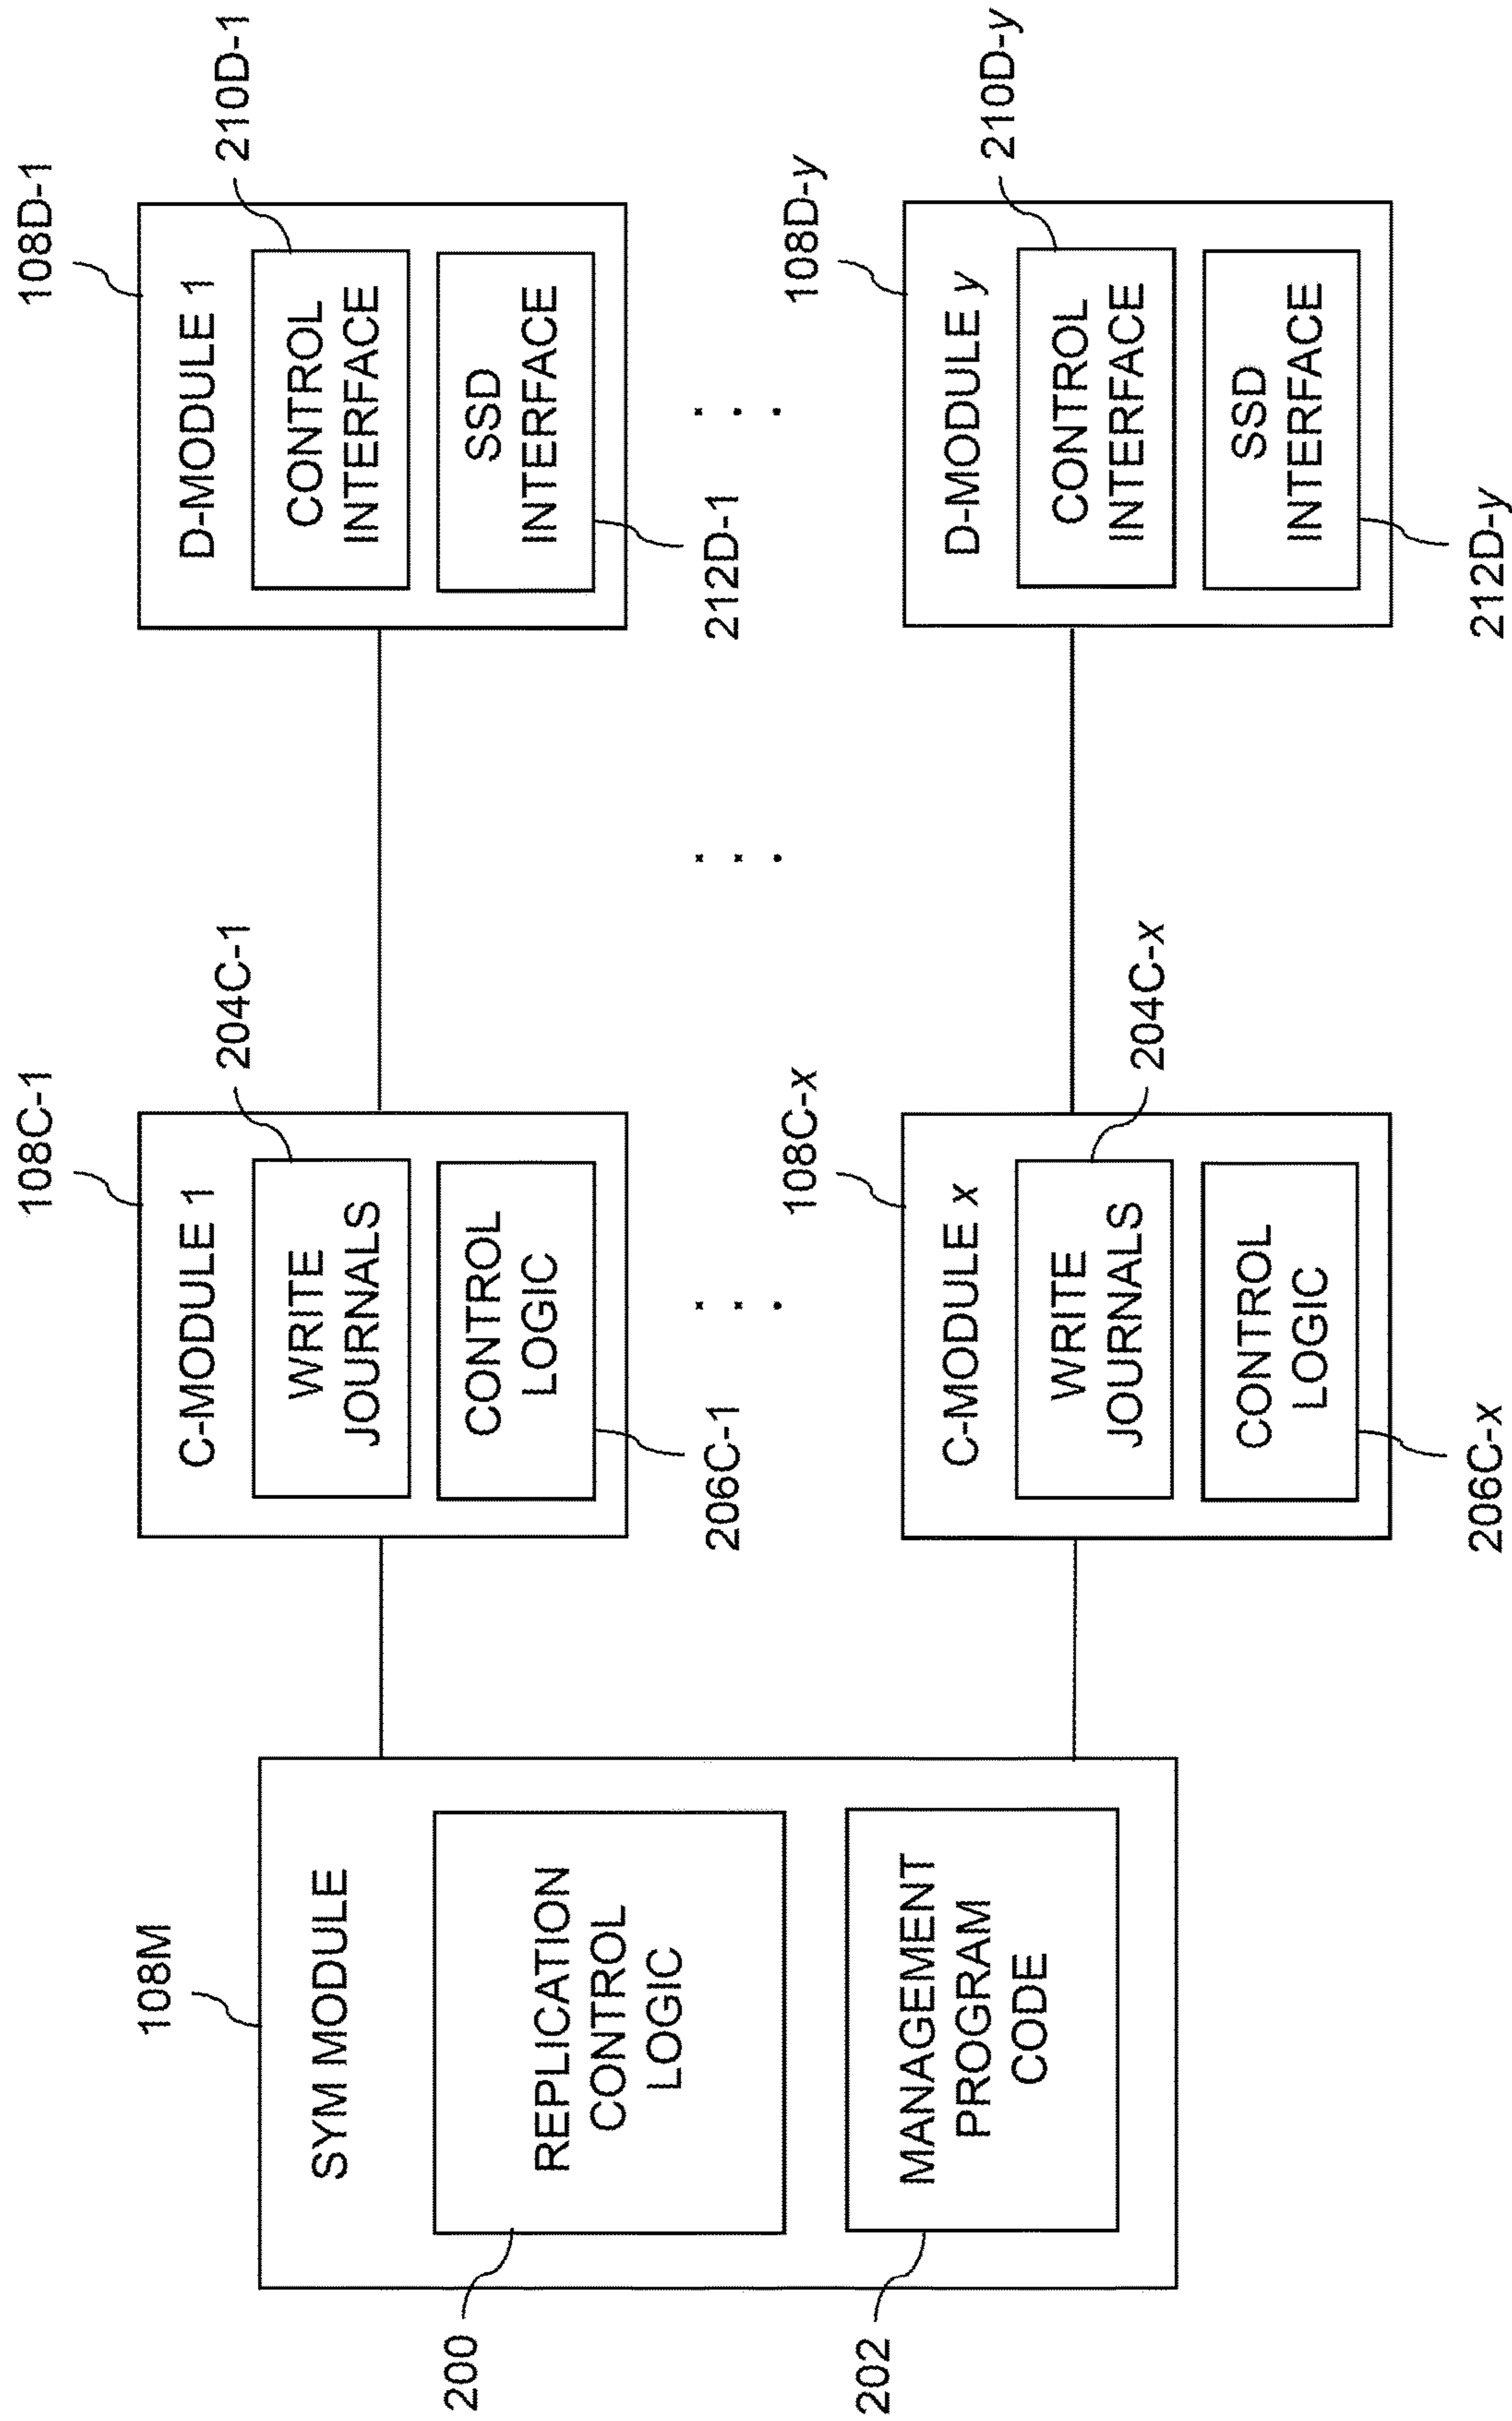 108M
SYM MODULE
REPLICATION
CONTROL
LOGIC
200
MANAGEMENT
PROGRAM
CODE
202
108C-1
C-MODULE 1
204C-1
WRITE
JOURNALS
CONTROL
LOGIC
206C-1
108D-1
D-MODULE 1
210D-1
CONTROL
INTERFACE
SSD
INTERFACE
212D-1
108C-x
C-MODULE x
204C-x
WRITE
JOURNALS
CONTROL
LOGIC
206C-x
108D-y
D-MODULE y
210D-y
CONTROL
INTERFACE
SSD
INTERFACE
212D-y